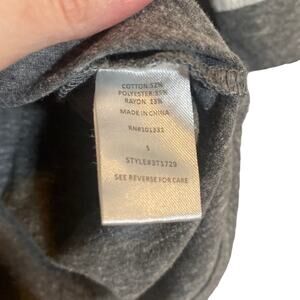 COTTON 52%
POLYESTER 35%
RAYON 13%
MADE IN CHINA
RN#101331
S
STYLE#3T1729
SEE REVERSE FOR CARE